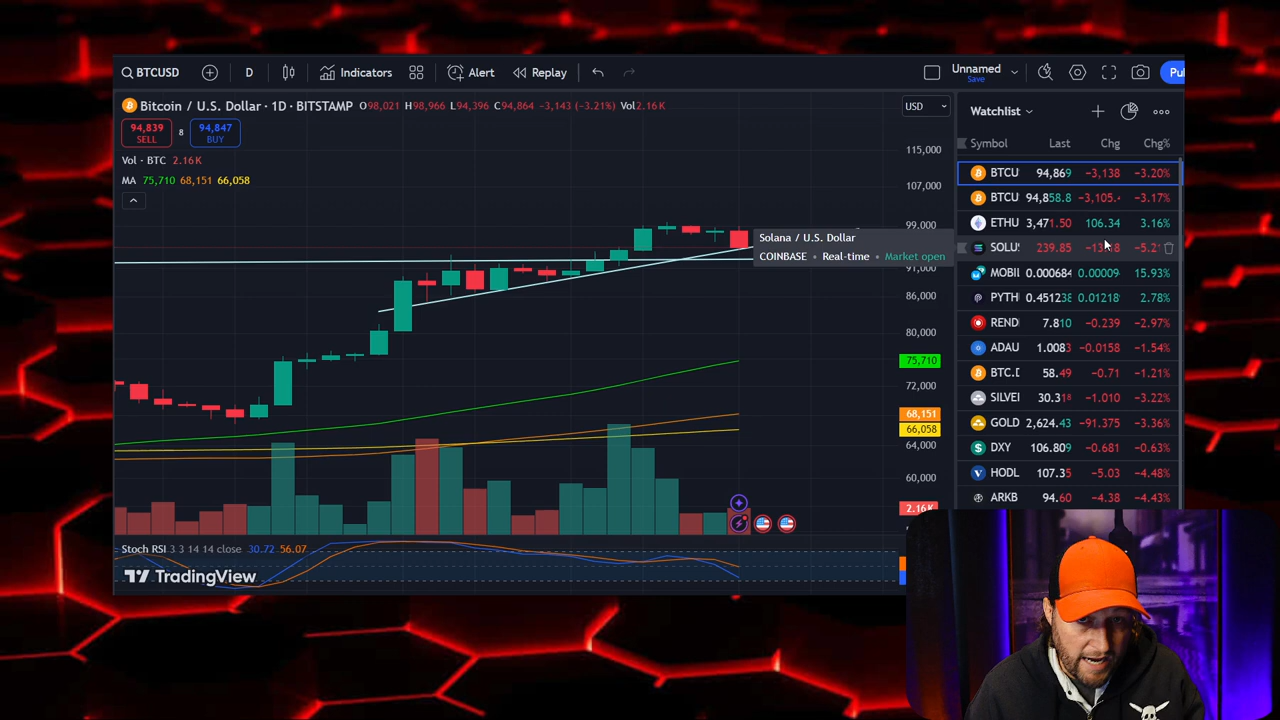 BTCUSD D Indicators Alert Replay Unnamed Save Pul
Bitcoin / U.S. Dollar · 1D · BITSTAMP O98,021 H98,966 L94,396 C94,864 −3,143 (−3.21%) Vol2.16K
USD
94,839 SELL 8 94,847 BUY
Vol · BTC 2.16K
MA 75,710 68,151 66,058
115,000
107,000
99,000
91,000
86,000
80,000
75,710
72,000
68,151
66,058
64,000
60,000
2.16K
Solana / U.S. Dollar
COINBASE • Real-time • Market open
Stoch RSI 3 3 14 14 close 30.72 56.07
TradingView
Watchlist
Symbol Last Chg Chg%
BTCU 94,869 −3,138 −3.20%
BTCU 94,858.8 −3,105. −3.17%
ETHU 3,471.50 106.34 3.16%
SOLU 239.85 −5.2
MOBI 0.000684 0.00009 15.93%
PYTH 0.451238 0.01218 2.78%
REND 7.810 −0.239 −2.97%
ADAU 1.0083 −0.0158 −1.54%
BTC.D 58.49 −0.71 −1.21%
SILVE 30.318 −1.010 −3.22%
GOLD 2,624.43 −91.375 −3.36%
DXY 106.809 −0.681 −0.63%
HODL 107.35 −5.03 −4.48%
ARKB 94.60 −4.38 −4.43%